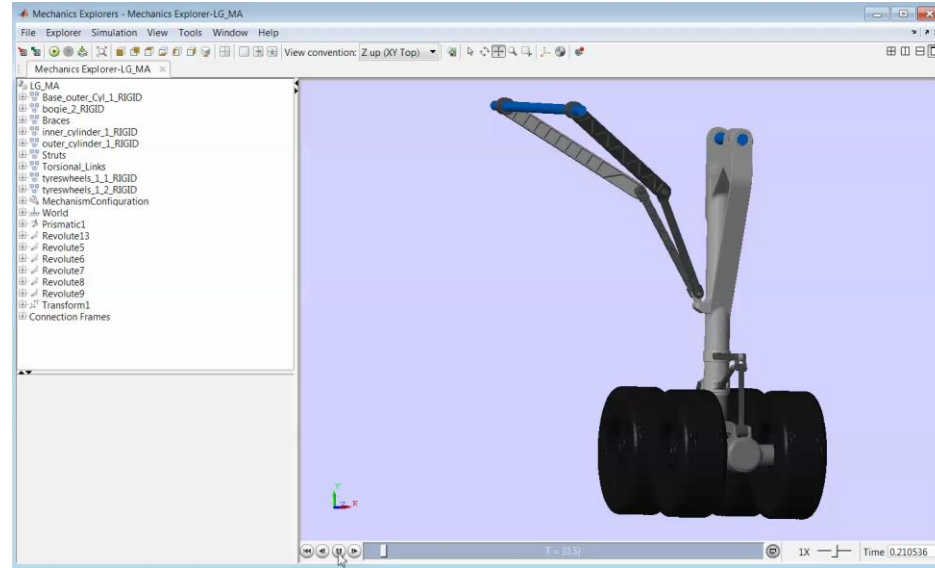 Mechanics Explorers - Mechanics Explorer-LG_MA
File Explorer Simulation View Tools Window Help
View convention: Z up (XY Top)
Mechanics Explorer-LG_MA
LG_MA
Base_outer_Cyl_1_RIGID
bogie_2_RIGID
Braces
inner_cylinder_1_RIGID
outer_cylinder_1_RIGID
Struts
Torsional_Links
tyreswheels_1_1_RIGID
tyreswheels_1_2_RIGID
MechanismConfiguration
World
Prismatic1
Revolute13
Revolute5
Revolute6
Revolute7
Revolute8
Revolute9
Transform1
Connection Frames
Y
Z X
T = [0.5]
1X
Time 0.210536